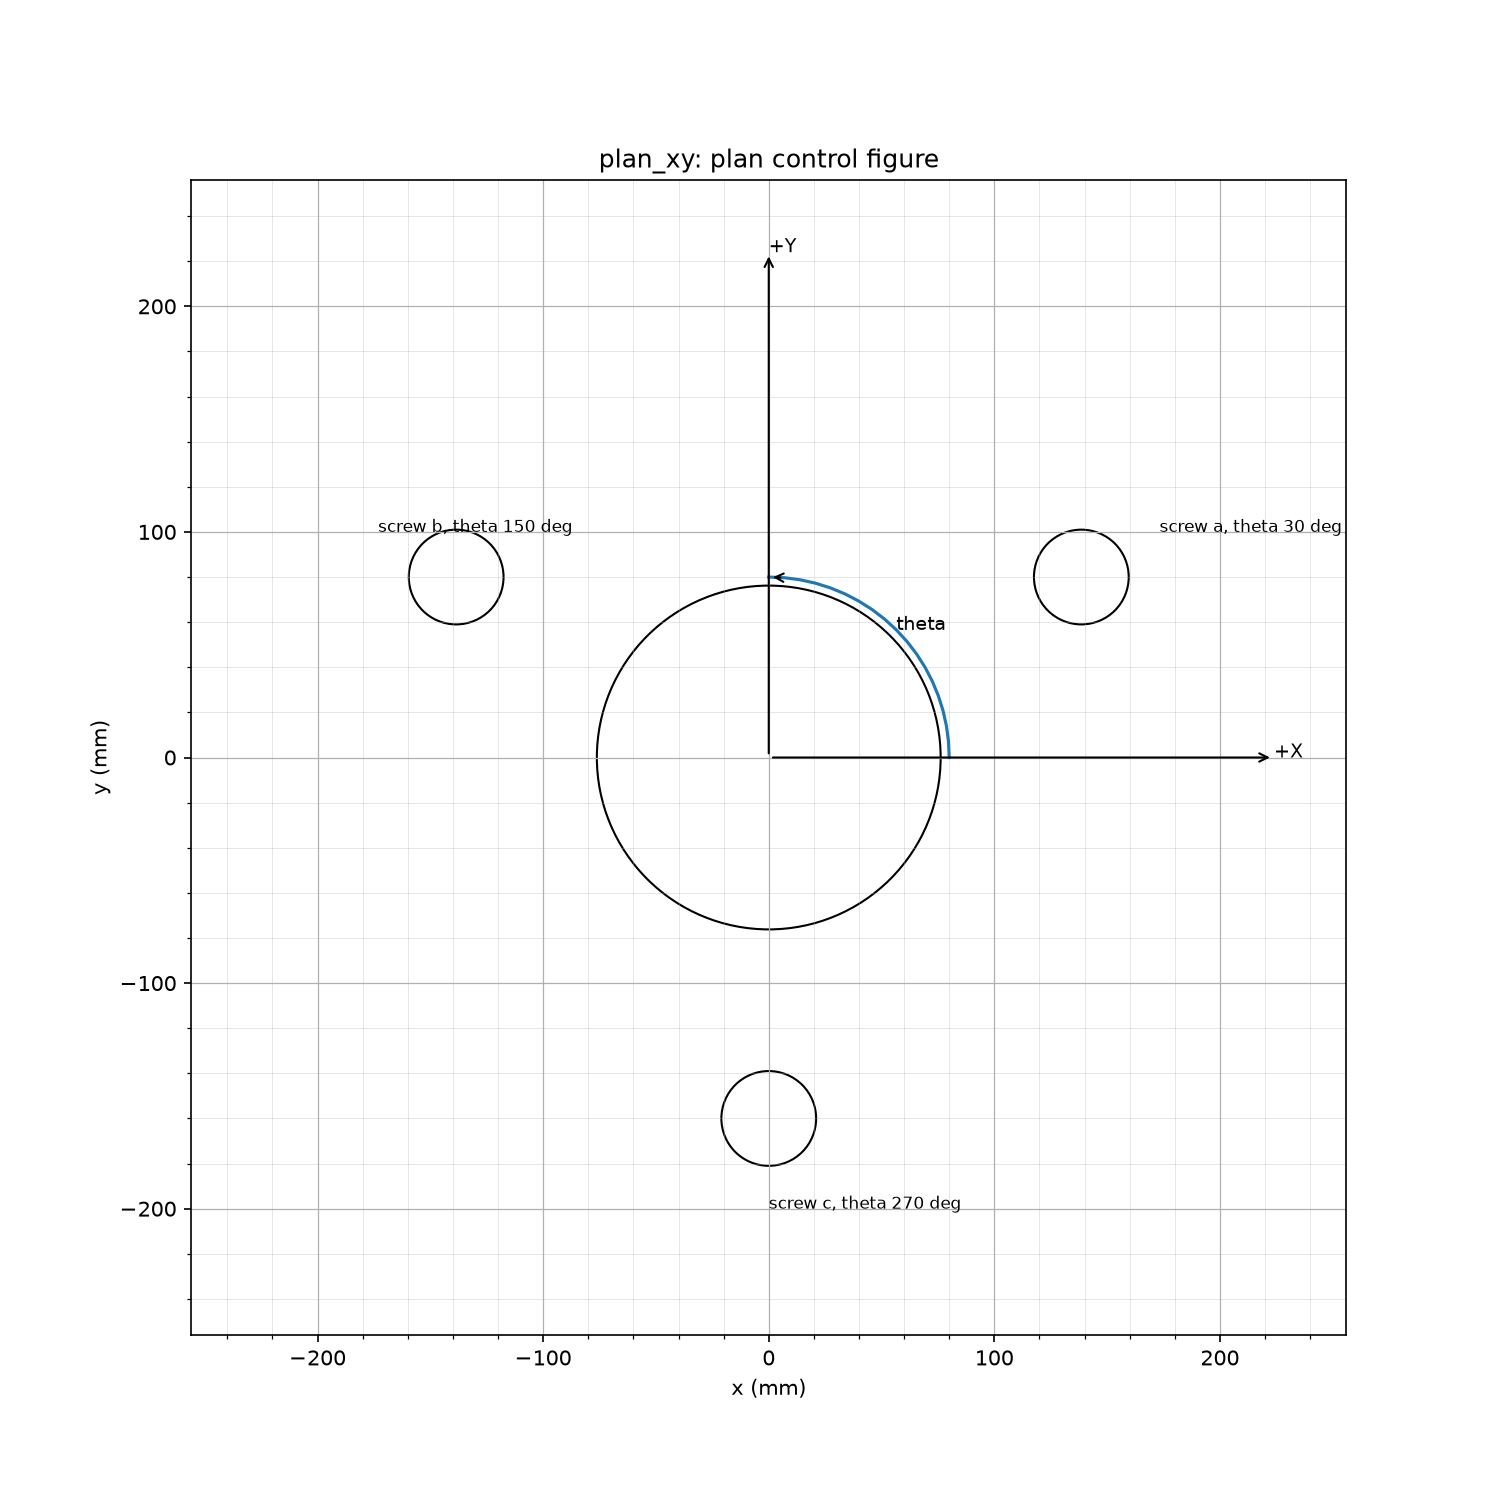 plan_xy: plan control figure
+Y
200
screw b, theta 150 deg
screw a, theta 30 deg
100
theta
+X
0
y (mm)
−100
screw c, theta 270 deg
−200
−200 −100 0 100 200
x (mm)